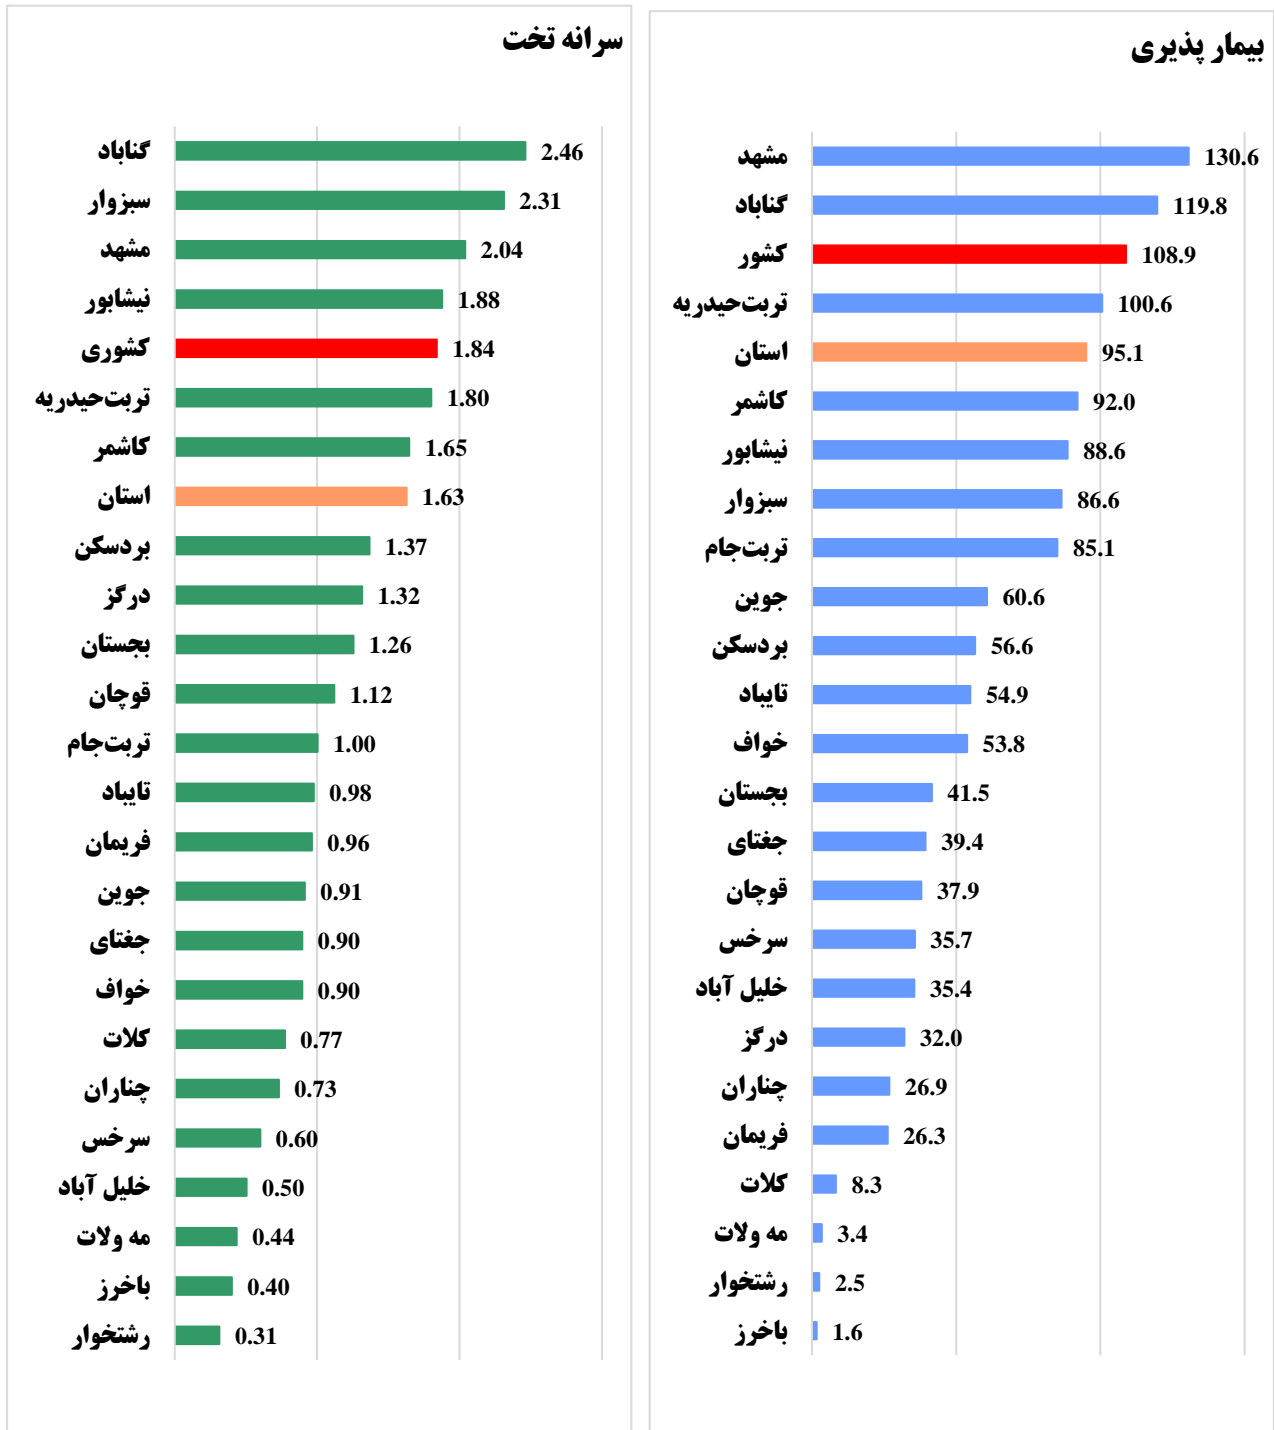 بیمار پذیری
مشهد 130.6
گناباد 119.8
کشور 108.9
تربت‌حیدریه 100.6
استان 95.1
کاشمر 92.0
نیشابور 88.6
سبزوار 86.6
تربت‌جام 85.1
جوین 60.6
بردسکن 56.6
تایباد 54.9
خواف 53.8
بجستان 41.5
جغتای 39.4
قوچان 37.9
سرخس 35.7
خلیل آباد 35.4
درگز 32.0
چناران 26.9
فریمان 26.3
کلات 8.3
مه ولات 3.4
رشتخوار 2.5
باخرز 1.6
سرانه تخت
گناباد 2.46
سبزوار 2.31
مشهد 2.04
نیشابور 1.88
کشوری 1.84
تربت‌حیدریه 1.80
کاشمر 1.65
استان 1.63
بردسکن 1.37
درگز 1.32
بجستان 1.26
قوچان 1.12
تربت‌جام 1.00
تایباد 0.98
فریمان 0.96
جوین 0.91
جغتای 0.90
خواف 0.90
کلات 0.77
چناران 0.73
سرخس 0.60
خلیل آباد 0.50
مه ولات 0.44
باخرز 0.40
رشتخوار 0.31